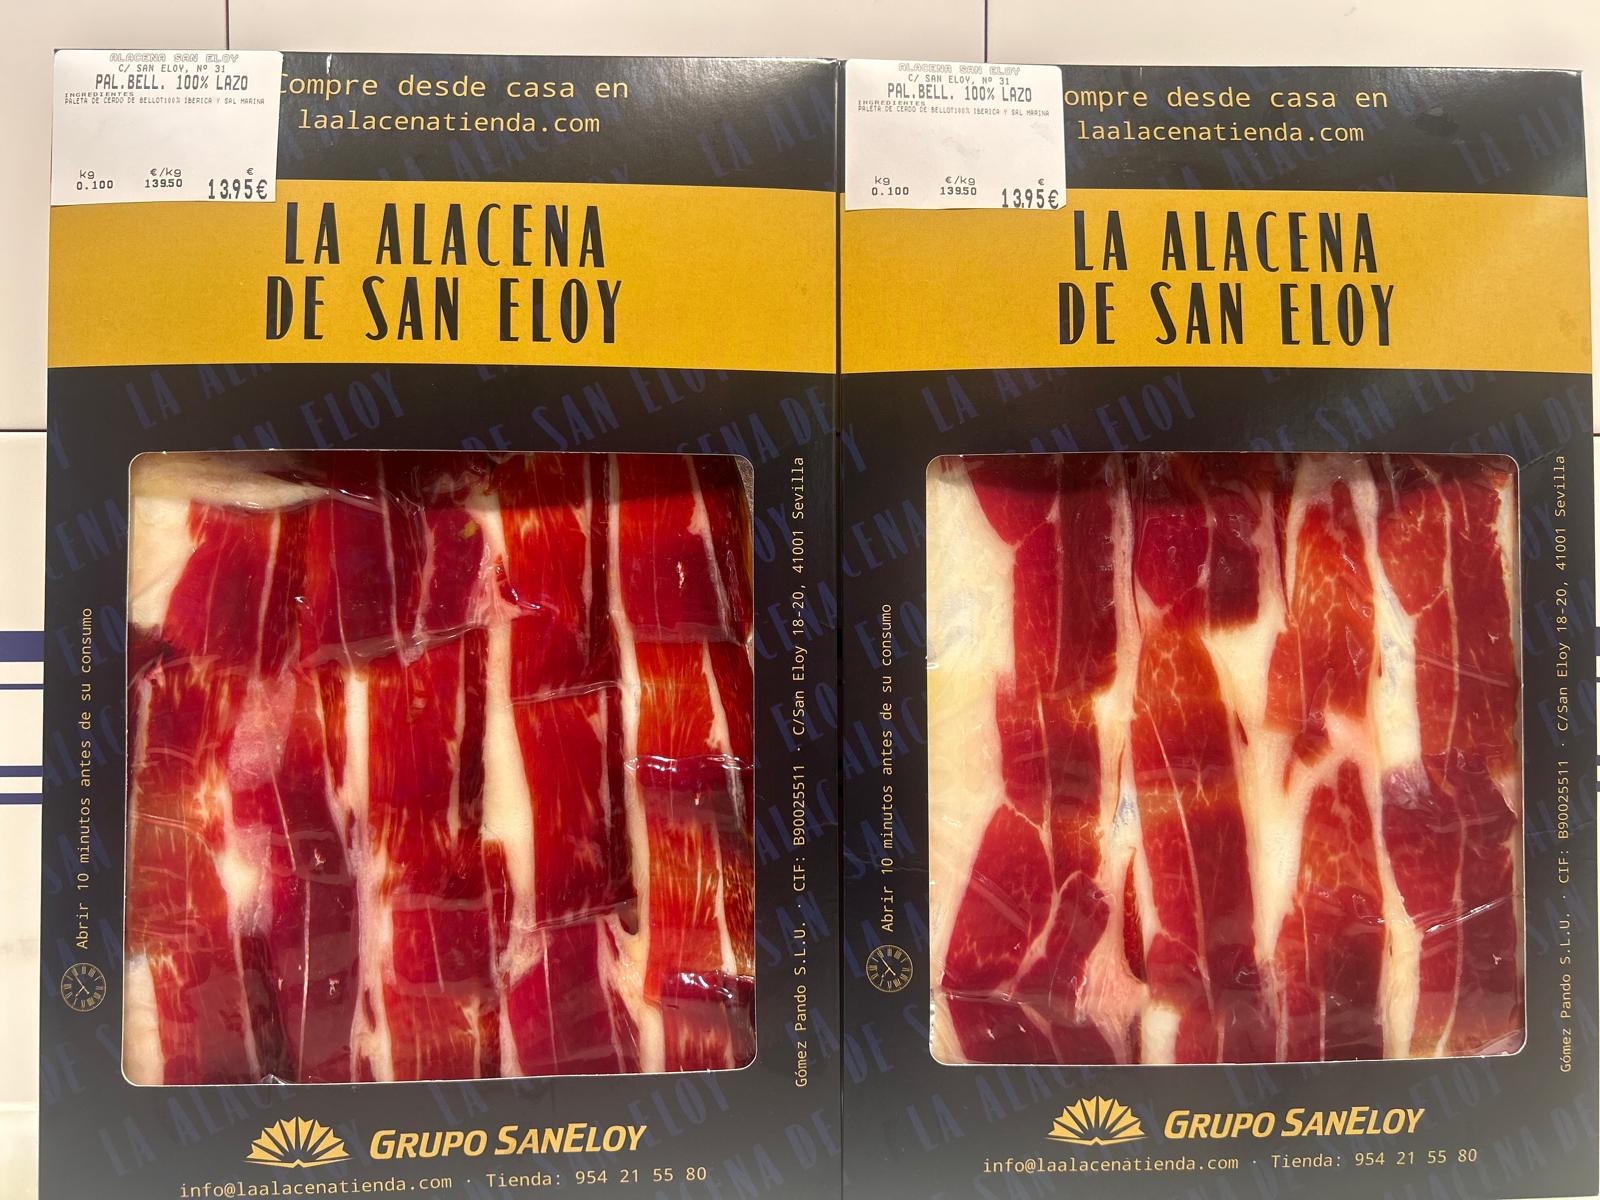 ALACENA SAN ELOY
C/ SAN ELOY, Nº 31
PAL.BELL. 100% LAZO
INGREDIENTES
PALETA DE CERDO DE BELLOT100% IBERICA Y SAL MARINA
kg €/kg €
0.100 139.50 13.95€
Compre desde casa en
laalacenatienda.com
LA ALACENA
DE SAN ELOY
Abrir 10 minutos antes de su consumo
Gómez Pando S.L.U. · CIF: B90025511 · C/San Eloy 18-20, 41001 Sevilla
GRUPO SANELOY
info@laalacenatienda.com · Tienda: 954 21 55 80
ALACENA SAN ELOY
C/ SAN ELOY, Nº 31
PAL.BELL. 100% LAZO
INGREDIENTES
PALETA DE CERDO DE BELLOT100% IBERICA Y SAL MARINA
kg €/kg €
0.100 139.50 13.95€
ompre desde casa en
laalacenatienda.com
LA ALACENA
DE SAN ELOY
Abrir 10 minutos antes de su consumo
Gómez Pando S.L.U. · CIF: B90025511 · C/San Eloy 18-20, 41001 Sevilla
GRUPO SANELOY
info@laalacenatienda.com · Tienda: 954 21 55 80